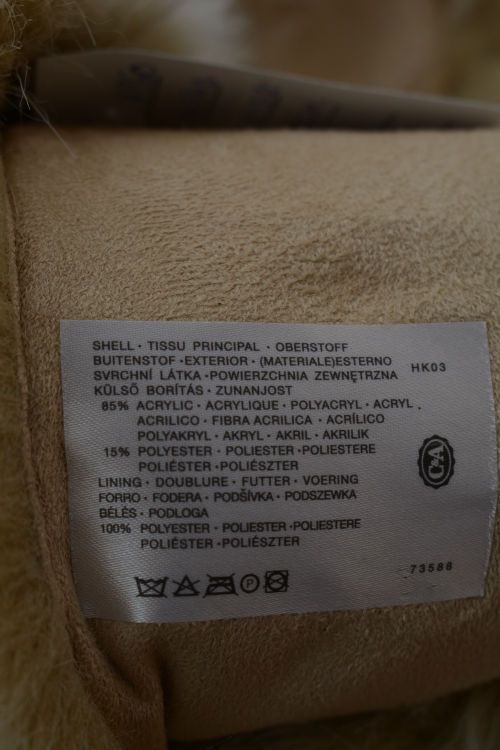 SHELL · TISSU PRINCIPAL · OBERSTOFF
BUITENSTOF ·EXTERIOR · (MATERIALE)ESTERNO
SVRCHNÍ LÁTKA ·POWIERZCHNIA ZEWNĘTRZNA HK03
KÜLSŐ BORÍTÁS · ZUNANJOST
85% ACRYLIC · ACRYLIQUE · POLYACRYL · ACRYL
ACRILICO · FIBRA ACRILICA · ACRÍLICO
POLYAKRYL · AKRYL · AKRIL · AKRILIK
15% POLYESTER · POLIESTER · POLIESTERE
POLIÉSTER ·POLIÉSZTER
LINING · DOUBLURE · FUTTER · VOERING
FORRO · FODERA · PODŠÍVKA · PODSZEWKA
BÉLÉS · PODLOGA
100% POLYESTER · POLIESTER ·POLIESTERE
POLIÉSTER ·POLIÉSZTER
C&A
P
73588